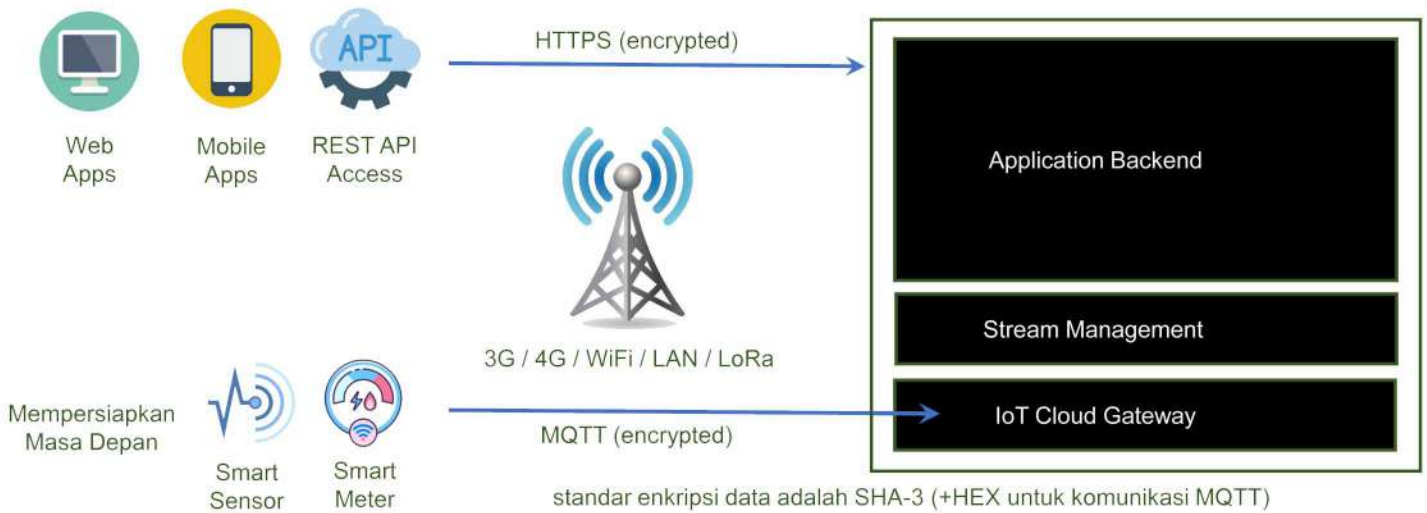 HTTPS (encrypted)
API
Web
Apps
Mobile
Apps
REST API
Access
Application Backend
3G / 4G / WiFi / LAN / LoRa
Stream Management
Mempersiapkan
Masa Depan
Smart
Sensor
Smart
Meter
MQTT (encrypted)
IoT Cloud Gateway
standar enkripsi data adalah SHA-3 (+HEX untuk komunikasi MQTT)